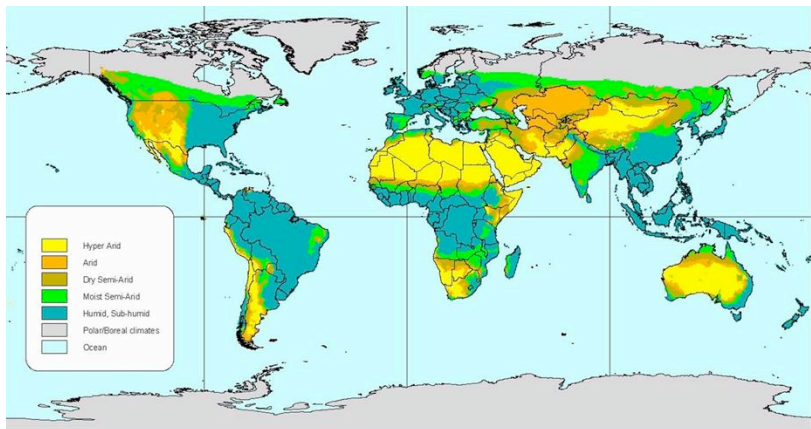 Hyper Arid
Arid
Dry Semi-Arid
Moist Semi-Arid
Humid, Sub-humid
Polar/Boreal climates
Ocean